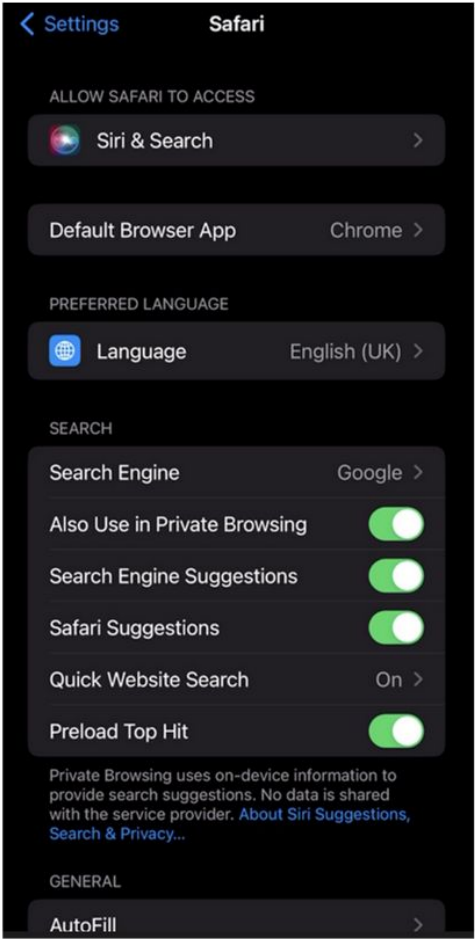 Settings
Safari
ALLOW SAFARI TO ACCESS
Siri & Search
Default Browser App Chrome
PREFERRED LANGUAGE
Language English (UK)
SEARCH
Search Engine Google
Also Use in Private Browsing
Search Engine Suggestions
Safari Suggestions
Quick Website Search On
Preload Top Hit
Private Browsing uses on-device information to
provide search suggestions. No data is shared
with the service provider. About Siri Suggestions,
Search & Privacy...
GENERAL
AutoFill